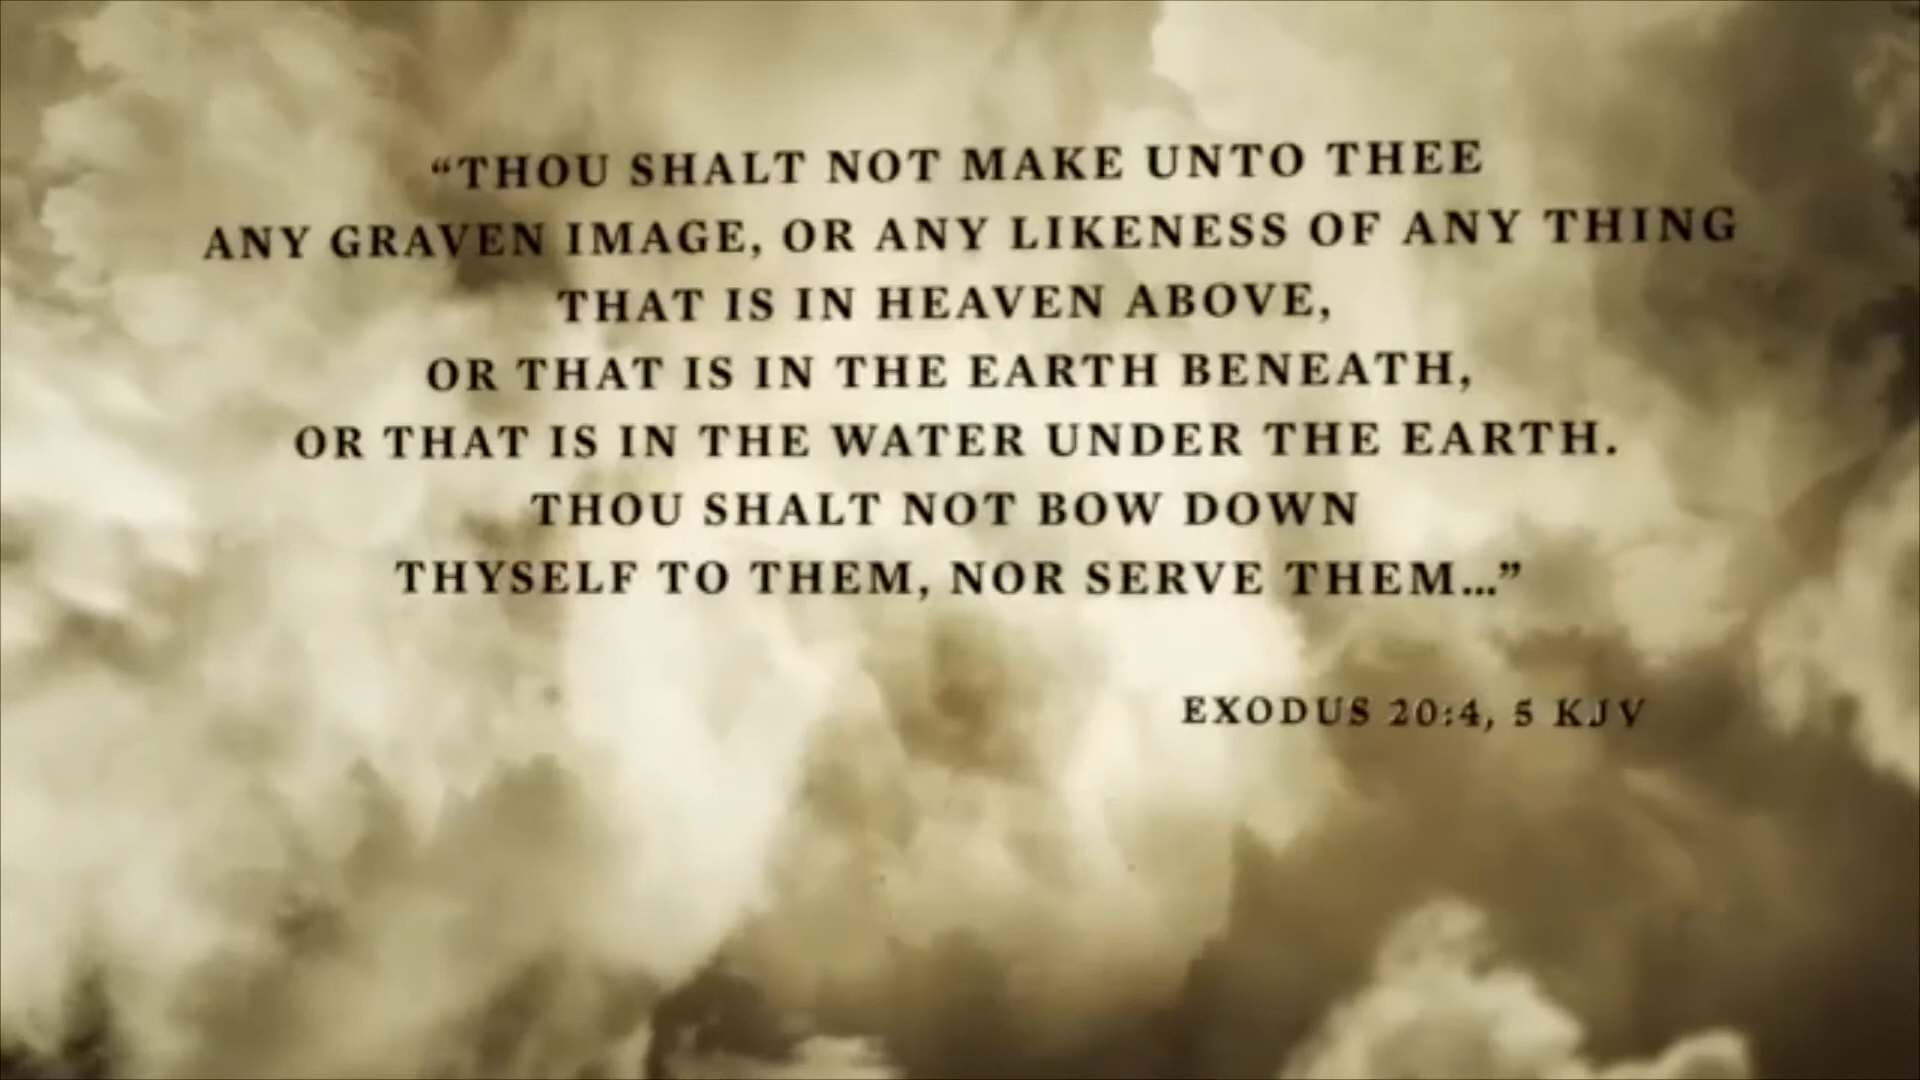 “THOU SHALT NOT MAKE UNTO THEE
ANY GRAVEN IMAGE, OR ANY LIKENESS OF ANY THING
THAT IS IN HEAVEN ABOVE,
OR THAT IS IN THE EARTH BENEATH,
OR THAT IS IN THE WATER UNDER THE EARTH.
THOU SHALT NOT BOW DOWN
THYSELF TO THEM, NOR SERVE THEM...”
EXODUS 20:4, 5 KJV